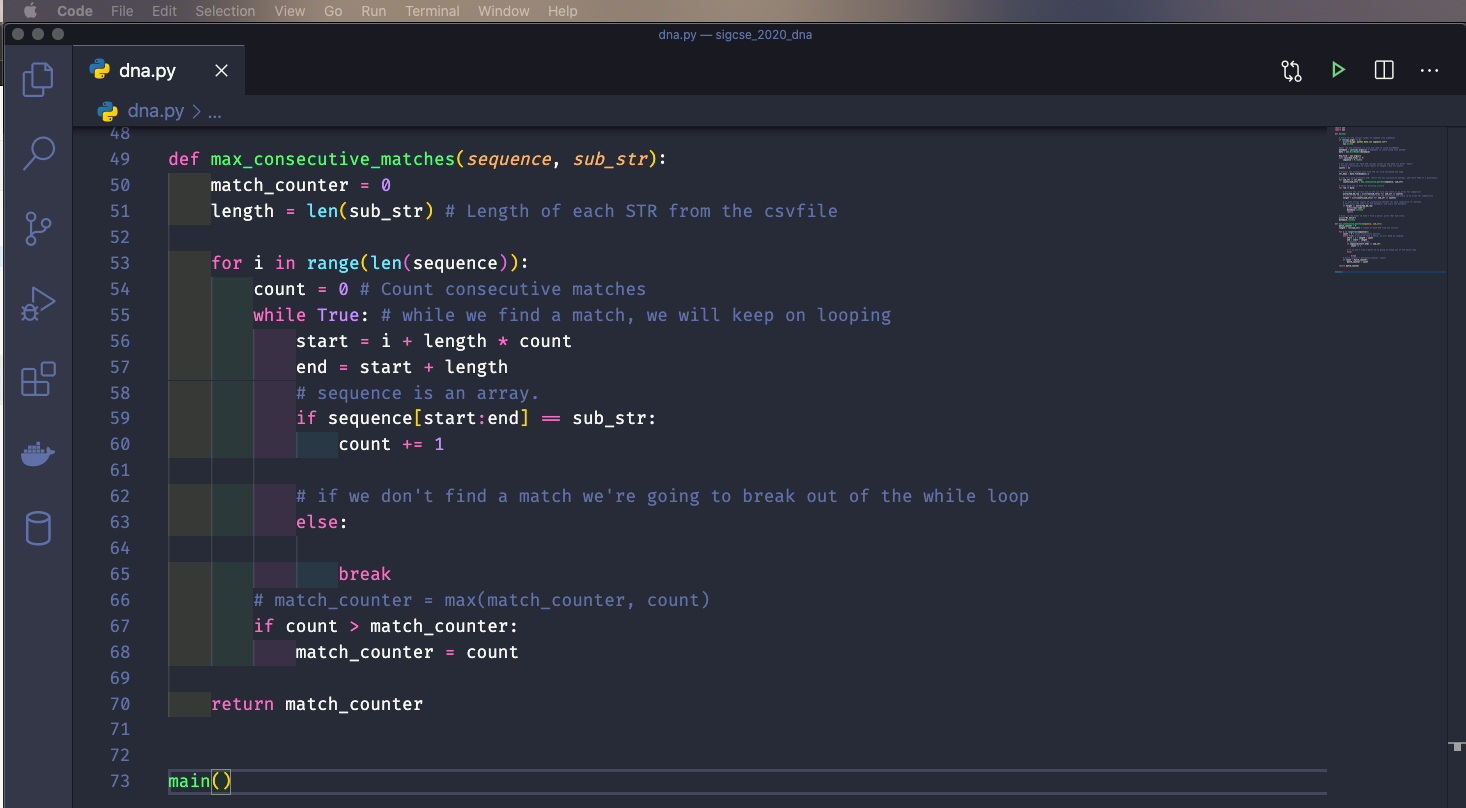 Code File Edit Selection View Go Run Terminal Window Help
dna.py — sigcse_2020_dna
dna.py
dna.py > ...
48
49 def max_consecutive_matches(sequence, sub_str):
50     match_counter = 0
51     length = len(sub_str) # Length of each STR from the csvfile
52
53     for i in range(len(sequence)):
54         count = 0 # Count consecutive matches
55         while True: # while we find a match, we will keep on looping
56             start = i + length * count
57             end = start + length
58             # sequence is an array.
59             if sequence[start:end] == sub_str:
60                 count += 1
61
62             # if we don't find a match we're going to break out of the while loop
63             else:
64
65                 break
66         # match_counter = max(match_counter, count)
67         if count > match_counter:
68             match_counter = count
69
70     return match_counter
71
72
73 main()